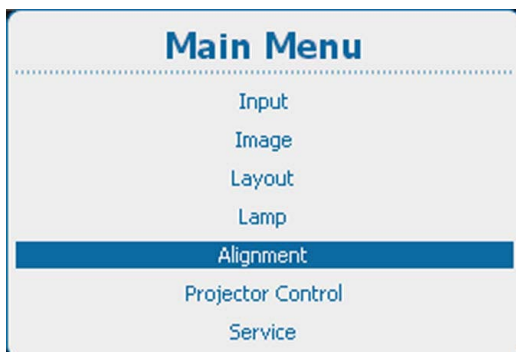 Main Menu
Input
Image
Layout
Lamp
Alignment
Projector Control
Service